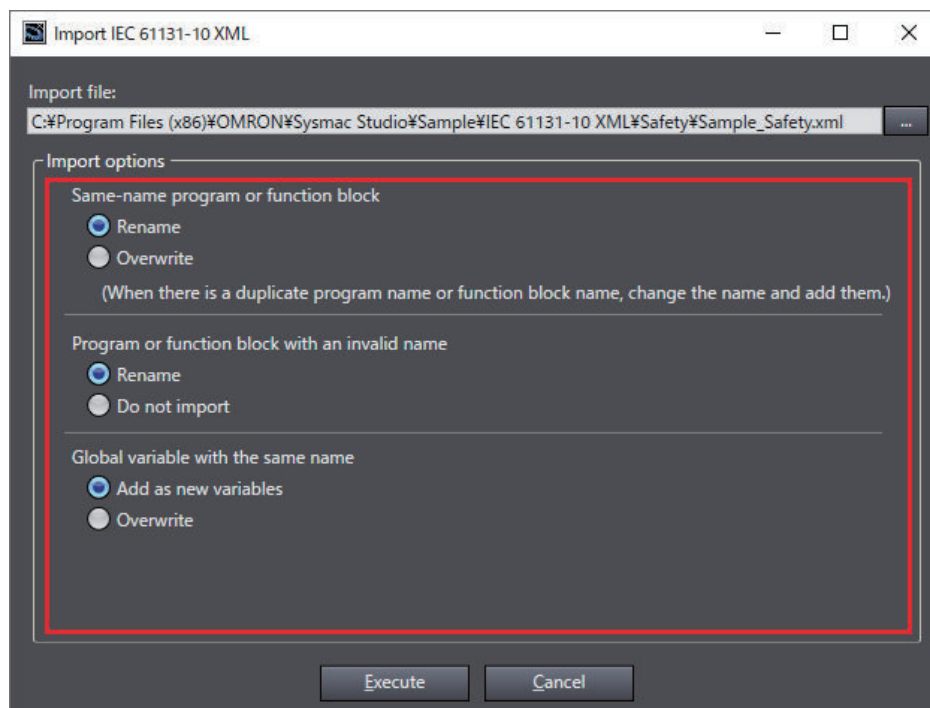 Import IEC 61131-10 XML
Import file:
C:¥Program Files (x86)¥OMRON¥Sysmac Studio¥Sample¥IEC 61131-10 XML¥Safety¥Sample_Safety.xml
...
Import options
Same-name program or function block
Rename
Overwrite
(When there is a duplicate program name or function block name, change the name and add them.)
Program or function block with an invalid name
Rename
Do not import
Global variable with the same name
Add as new variables
Overwrite
Execute Cancel